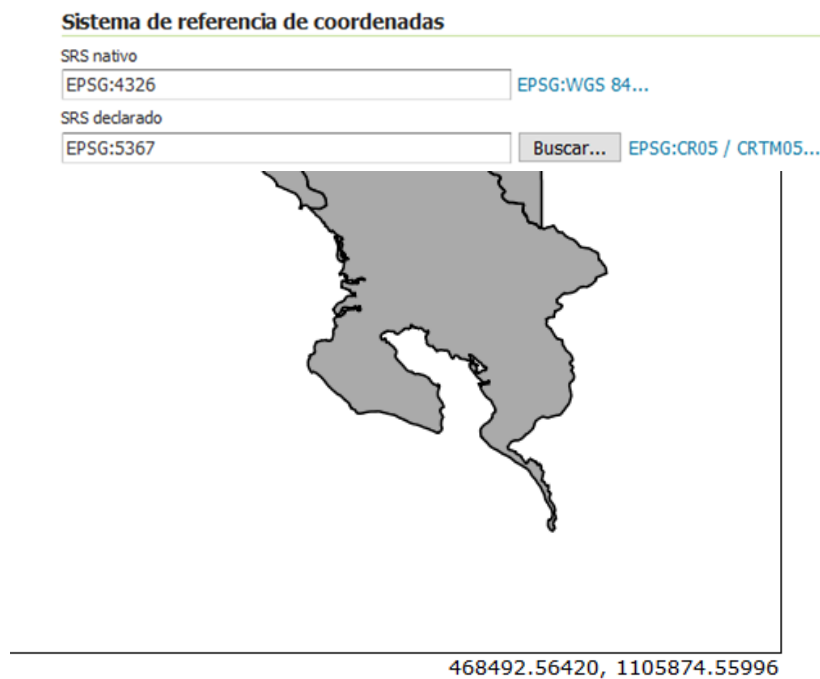 Sistema de referencia de coordenadas
SRS nativo
EPSG:4326 EPSG:WGS 84...
SRS declarado
EPSG:5367 Buscar... EPSG:CR05 / CRTM05...
468492.56420, 1105874.55996